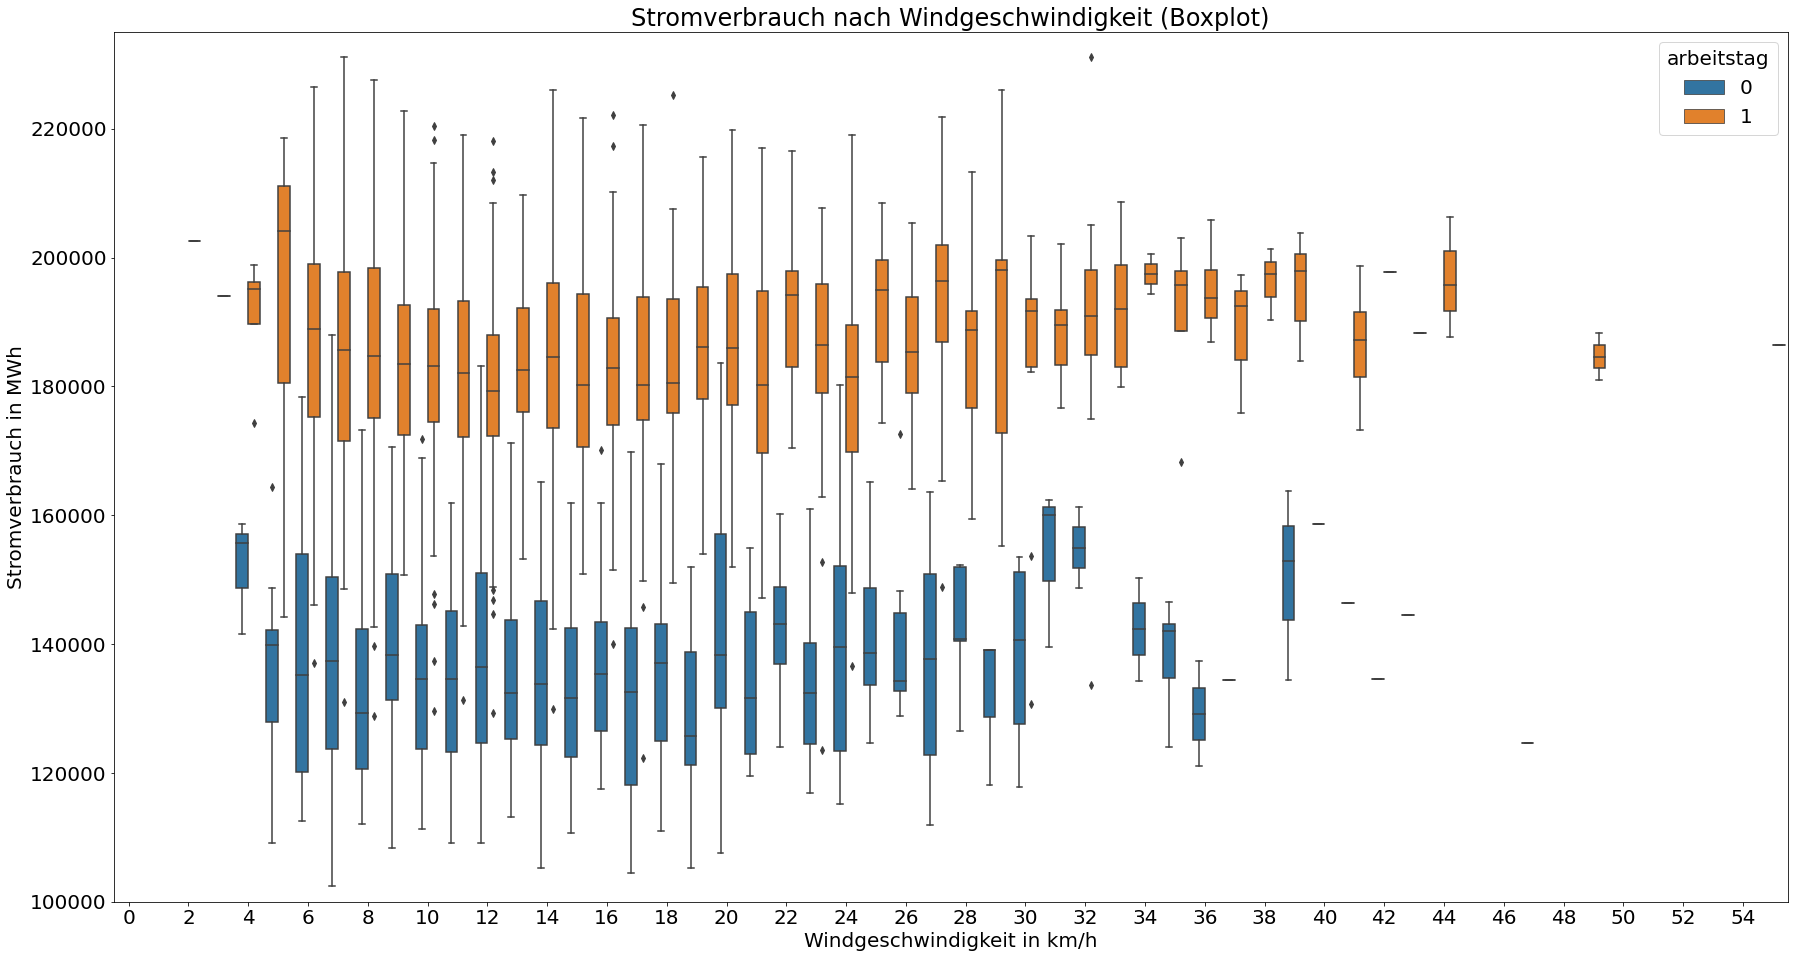 Stromverbrauch nach Windgeschwindigkeit (Boxplot)
arbeitstag
0
1
Stromverbrauch in MWh
220000
200000
180000
160000
140000
120000
100000
0 2 4 6 8 10 12 14 16 18 20 22 24 26 28 30 32 34 36 38 40 42 44 46 48 50 52 54
Windgeschwindigkeit in km/h